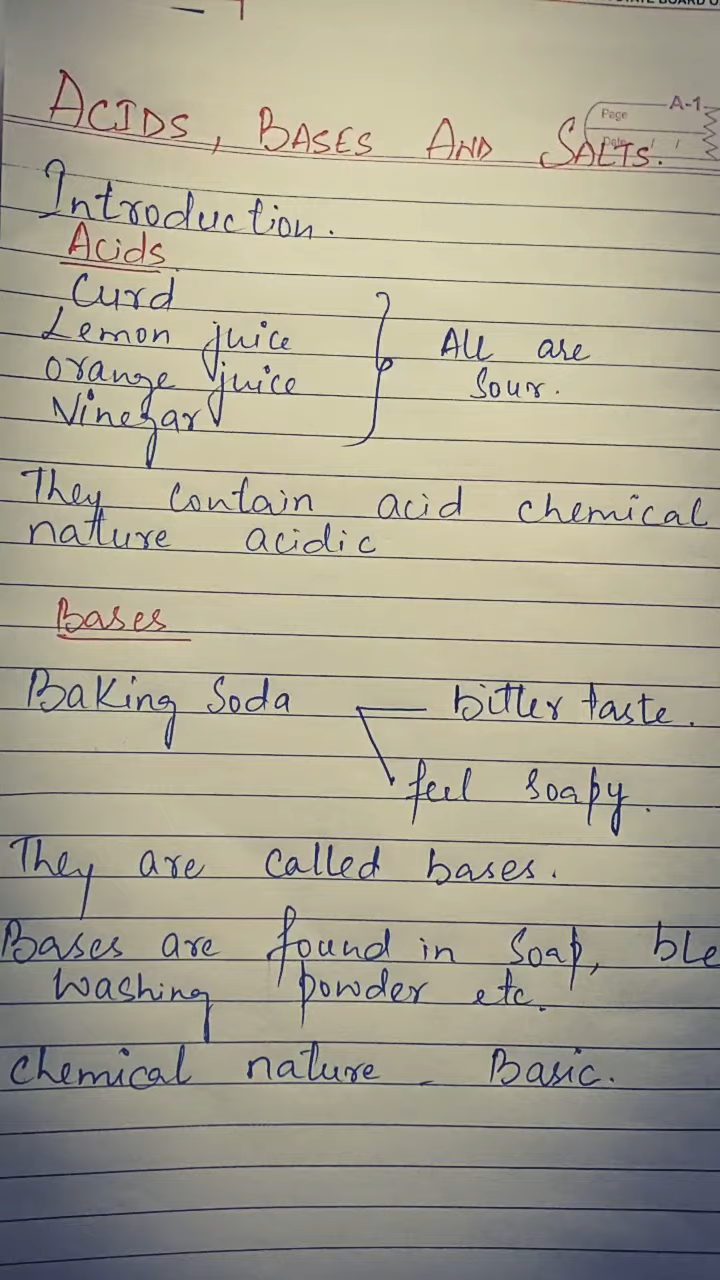 ACIDS, BASES AND SALTS.
A-1
Page
Introduction.
Acids
Curd
Lemon juice
orange juice
Vinegar
All are
Sour.
They contain acid chemical
nature acidic
Bases
Baking Soda
bitter taste.
feel soapy.
They are called bases.
Bases are found in Soap, ble
washing powder etc.
chemical nature - Basic.